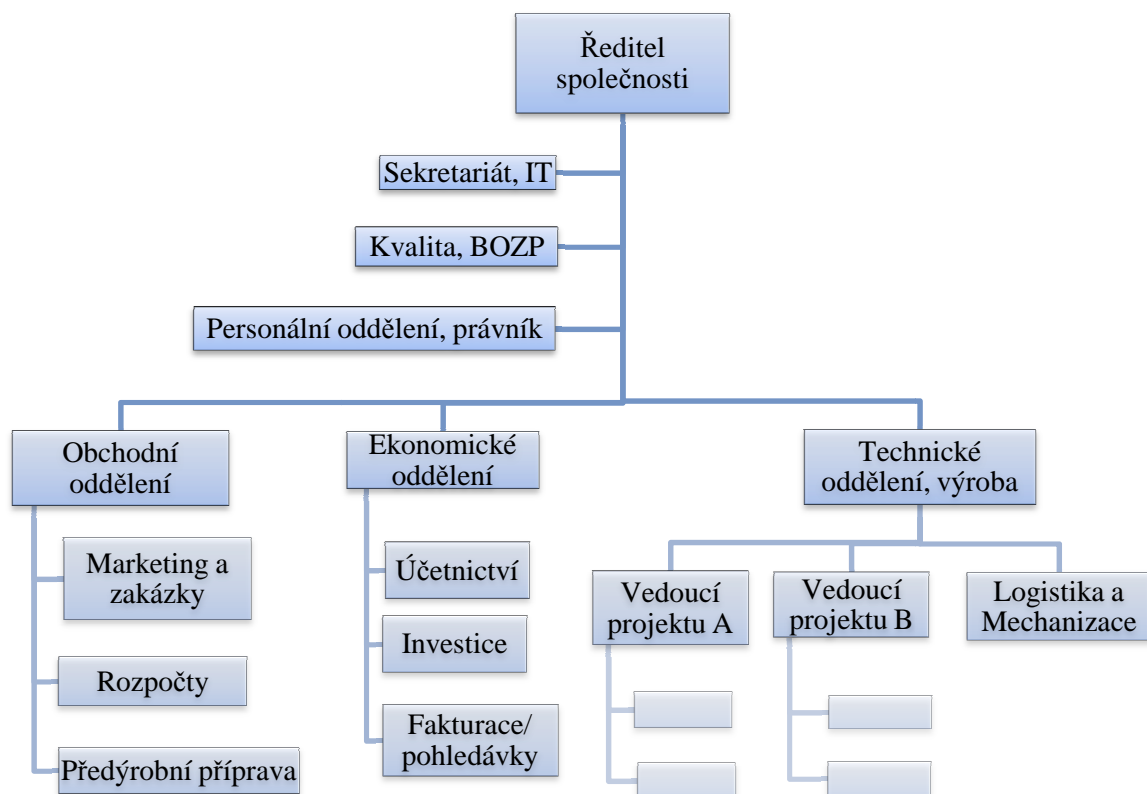 Ředitel
společnosti
Sekretariát, IT
Kvalita, BOZP
Personální oddělení, právník
Obchodní
oddělení
Ekonomické
oddělení
Technické
oddělení, výroba
Marketing a
zakázky
Rozpočty
Předýrobní příprava
Účetnictví
Investice
Fakturace/
pohledávky
Vedoucí
projektu A
Vedoucí
projektu B
Logistika a
Mechanizace